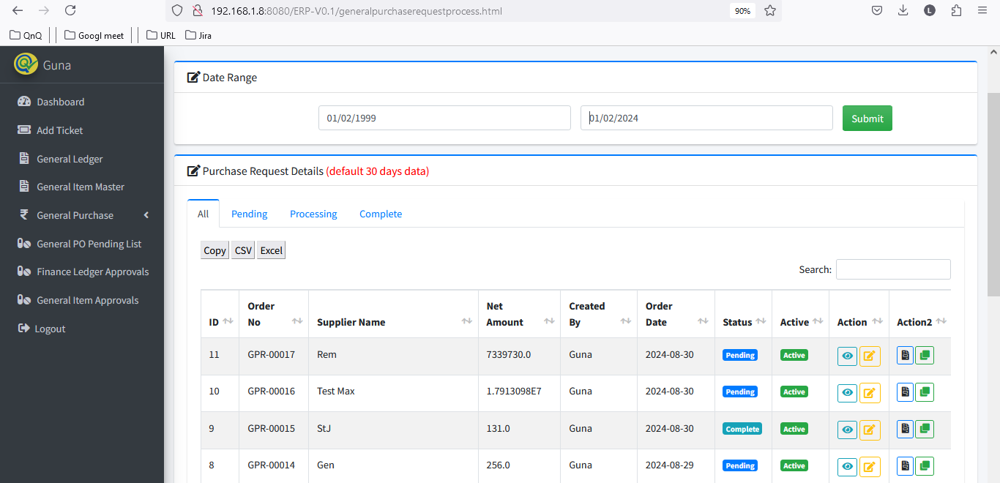 192.168.1.8:8080/ERP-V0.1/generalpurchaserequestprocess.html 90% L
QnQ Googl meet URL Jira
Guna
Dashboard
Add Ticket
General Ledger
General Item Master
General Purchase
General PO Pending List
Finance Ledger Approvals
General Item Approvals
Logout
Date Range
01/02/1999 01/02/2024 Submit
Purchase Request Details (default 30 days data)
All Pending Processing Complete
Copy CSV Excel
Search:
ID Order No Supplier Name Net Amount Created By Order Date Status Active Action Action2
11 GPR-00017 Rem 7339730.0 Guna 2024-08-30 Pending Active
10 GPR-00016 Test Max 1.7913098E7 Guna 2024-08-30 Pending Active
9 GPR-00015 StJ 131.0 Guna 2024-08-30 Complete Active
8 GPR-00014 Gen 256.0 Guna 2024-08-29 Pending Active